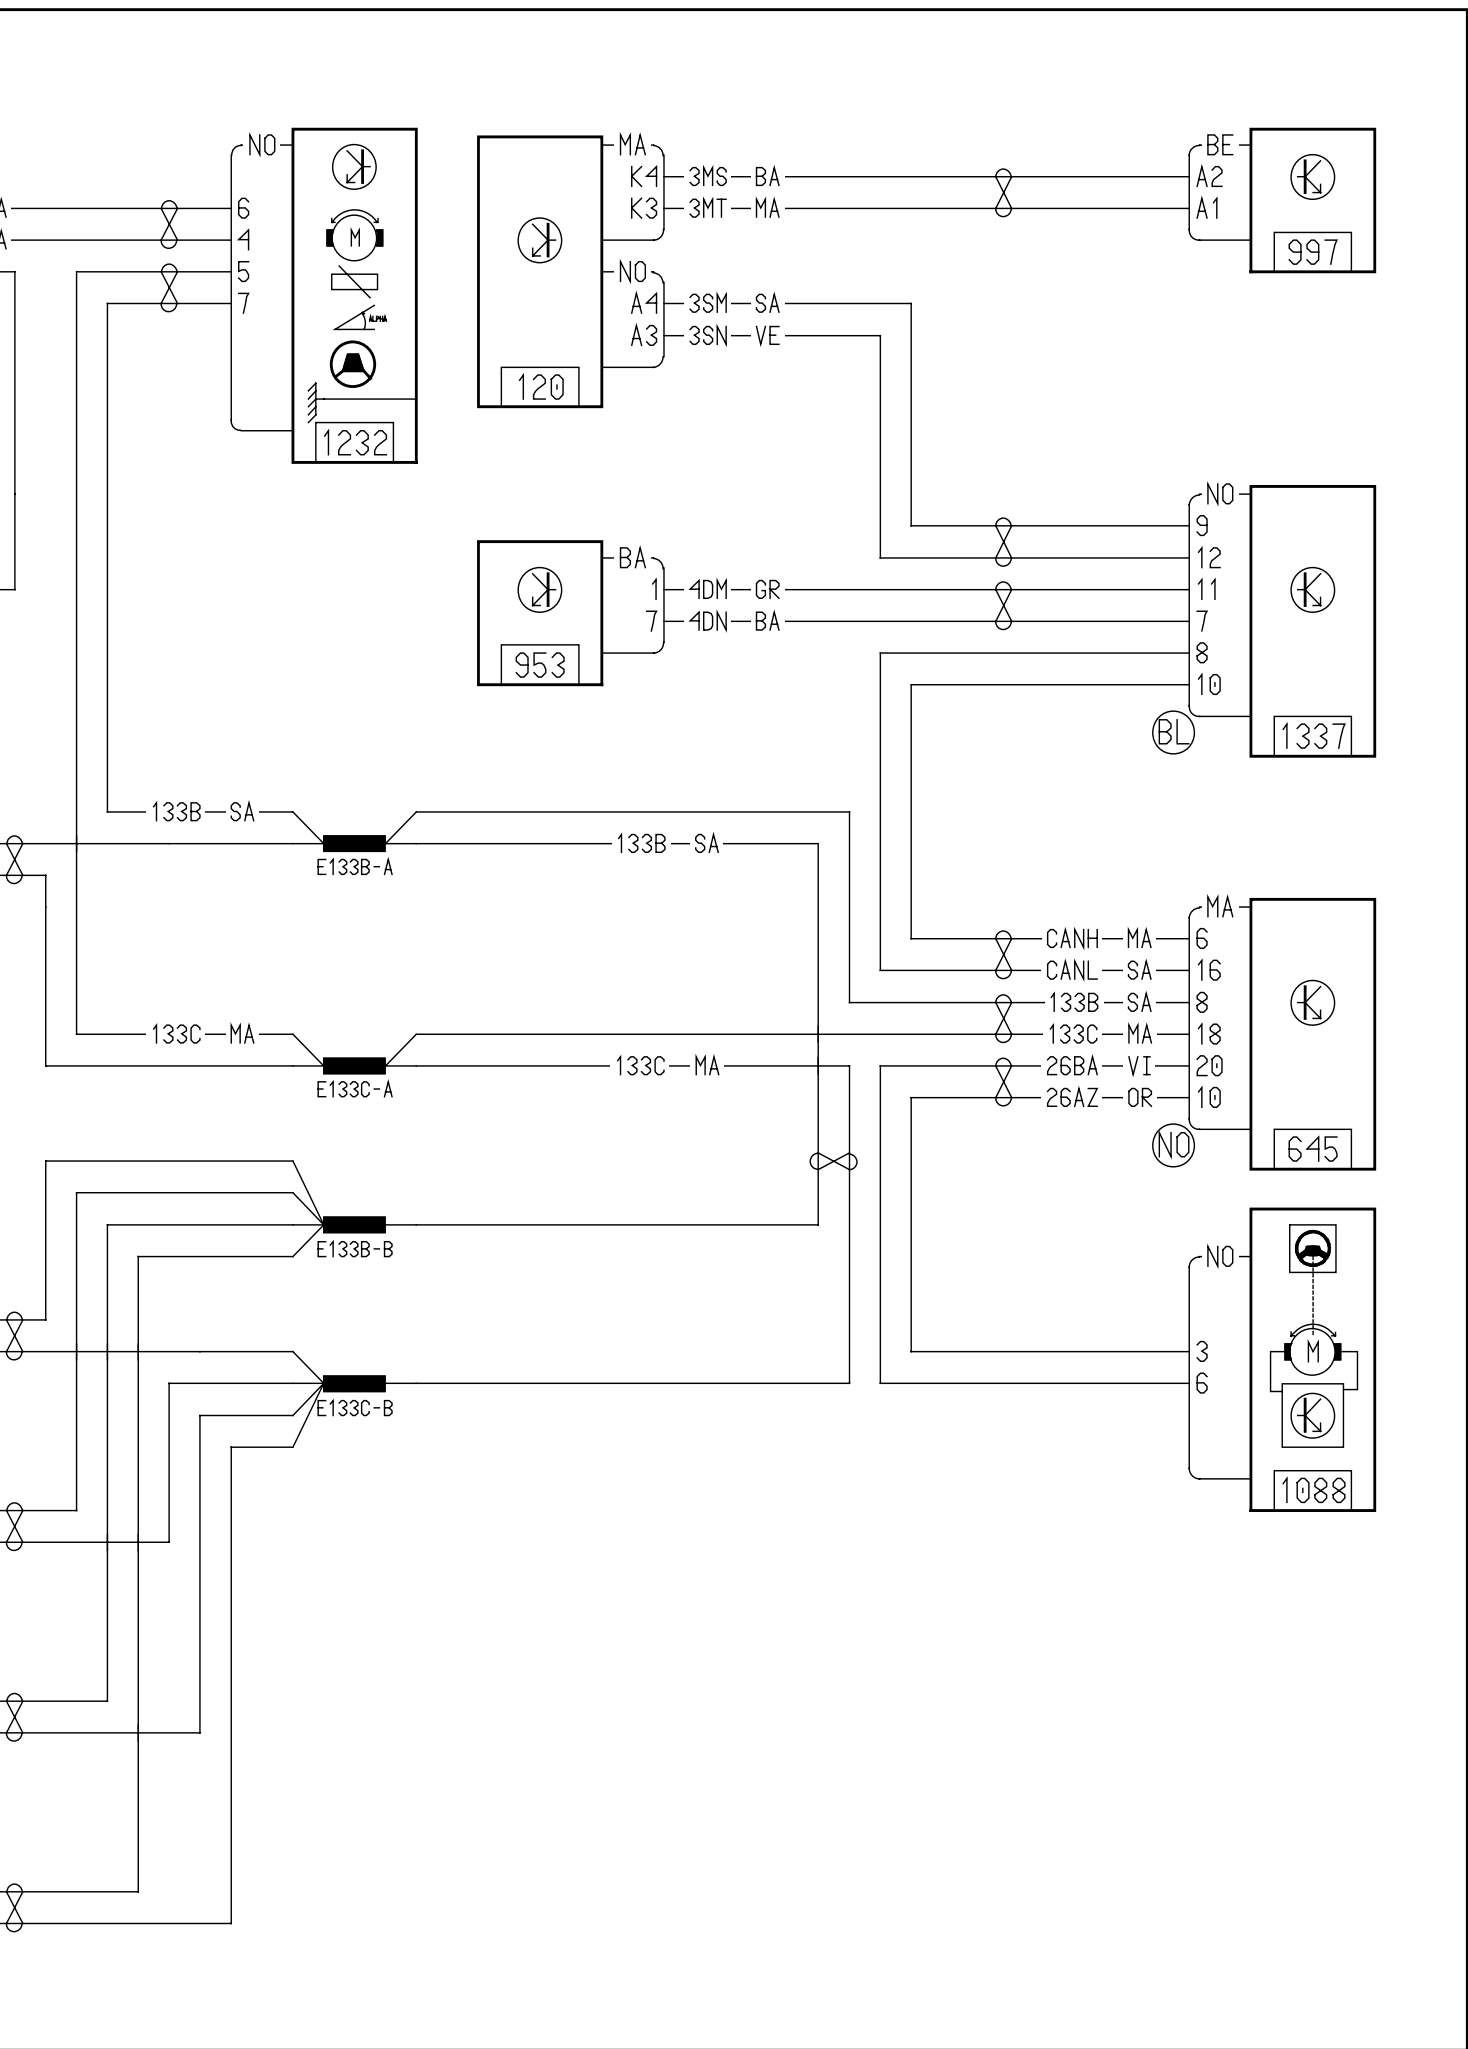 NO
MA
BE
K4 3MS BA A2
A
6
K3 3MT MA A1
A
4
M
997
5
NO
7
A4 3SM SA
ALPHA
A3 3SN VE
120
1232
NO
9
BA
12
1 4DM GR 11
7 4DN BA 7
8
953
10
BL
1337
133B SA
133B SA
E133B-A
MA
CANH MA 6
CANL SA 16
133B SA 8
133C MA
133C MA 18
133C MA
26BA VI 20
E133C-A
26AZ OR 10
NO
645
E133B-B
NO
3
M
6
E133C-B
1088